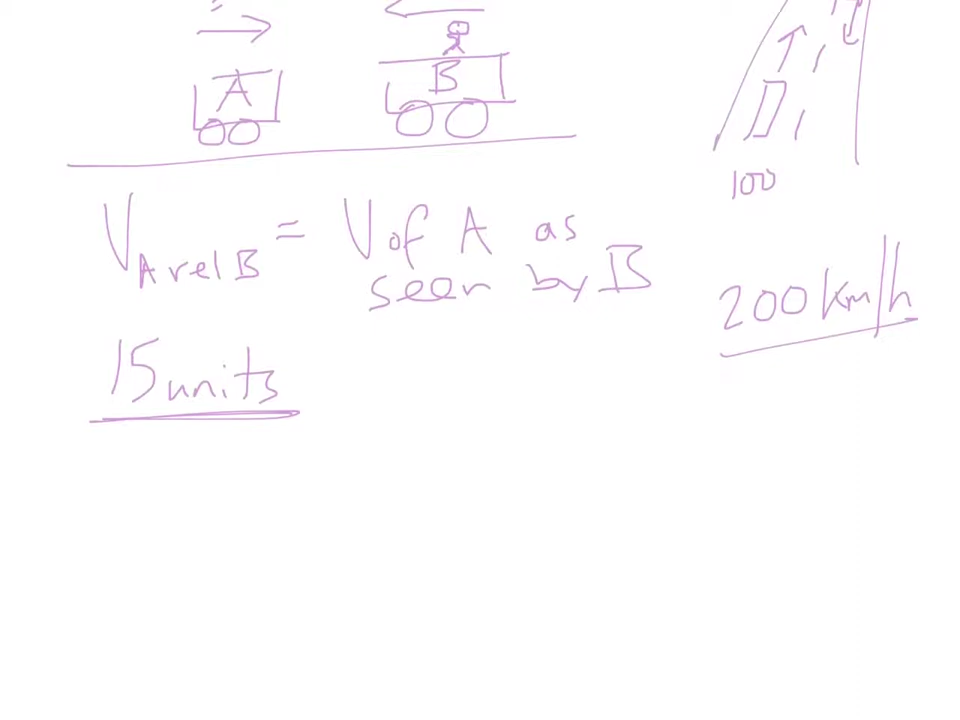 A
B
100
V A rel B = V of A as
seen by B
200 km/h
15 units